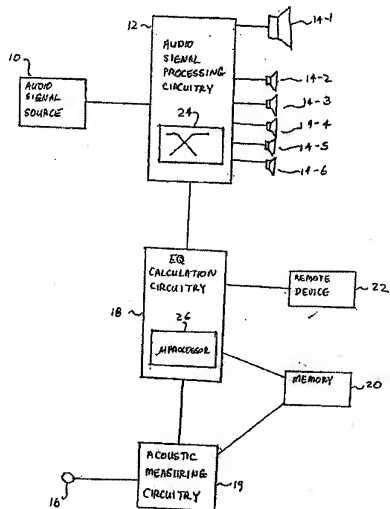 12
14-1
10
AUDIO
SIGNAL
PROCESSING
CIRCUITRY
AUDIO
SIGNAL
SOURCE
24
14-2
14-3
14-4
14-5
14-6
EQ
CALCULATION
CIRCUITRY
REMOTE
DEVICE
22
18
26
μPROCESSOR
MEMORY
20
ACOUSTIC
MEASURING
CIRCUITRY
16
19